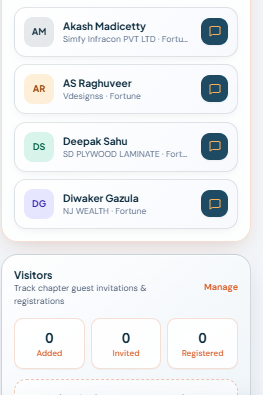 AM
Akash Madicetty
Simfy Infracon PVT LTD · Fortu...
AR
AS Raghuveer
Vdesignss · Fortune
DS
Deepak Sahu
SD PLYWOOD LAMINATE · Fort...
DG
Diwaker Gazula
NJ WEALTH · Fortune
Visitors
Track chapter guest invitations &
registrations
Manage
0
Added
0
Invited
0
Registered